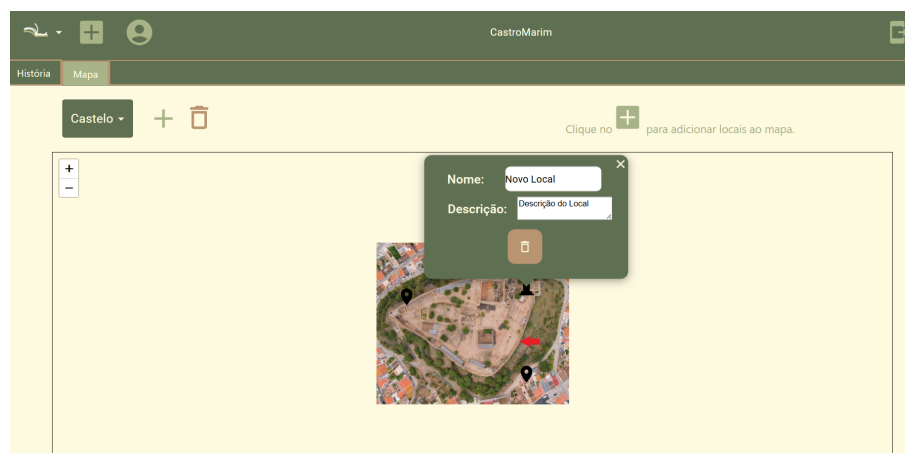 CastroMarim
História
Mapa
Castelo
Clique no
para adicionar locais ao mapa.
+
−
×
Nome:
Novo Local
Descrição:
Descrição do Local